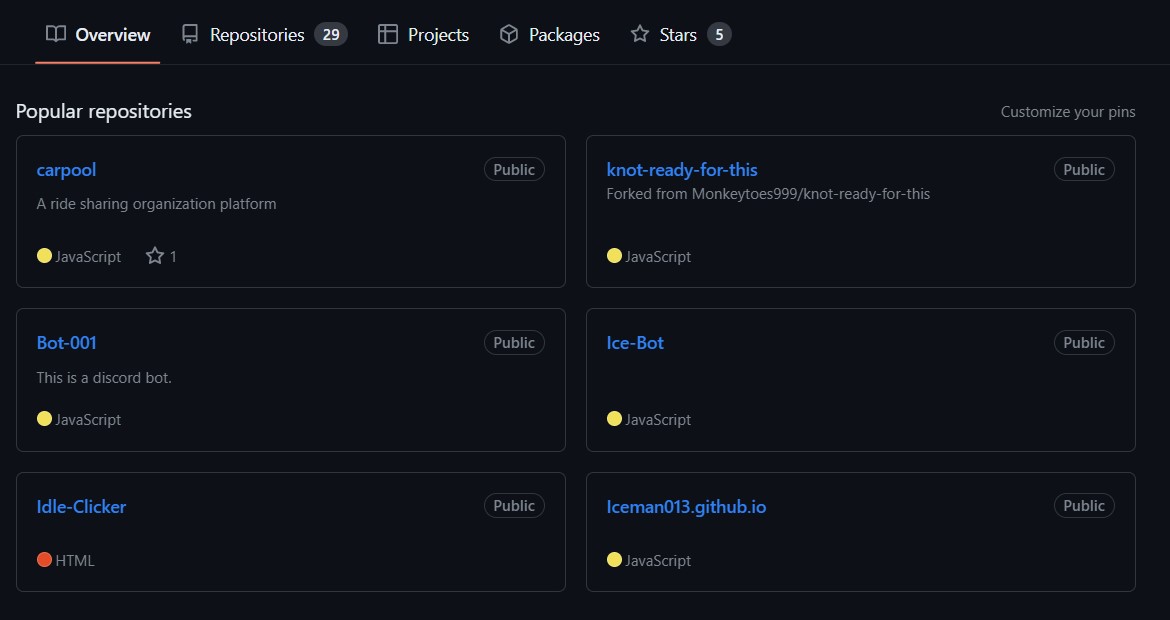 Overview Repositories 29 Projects Packages Stars 5
Popular repositories Customize your pins
carpool Public
A ride sharing organization platform
JavaScript 1
knot-ready-for-this Public
Forked from Monkeytoes999/knot-ready-for-this
JavaScript
Bot-001 Public
This is a discord bot.
JavaScript
Ice-Bot Public
JavaScript
Idle-Clicker Public
HTML
Iceman013.github.io Public
JavaScript